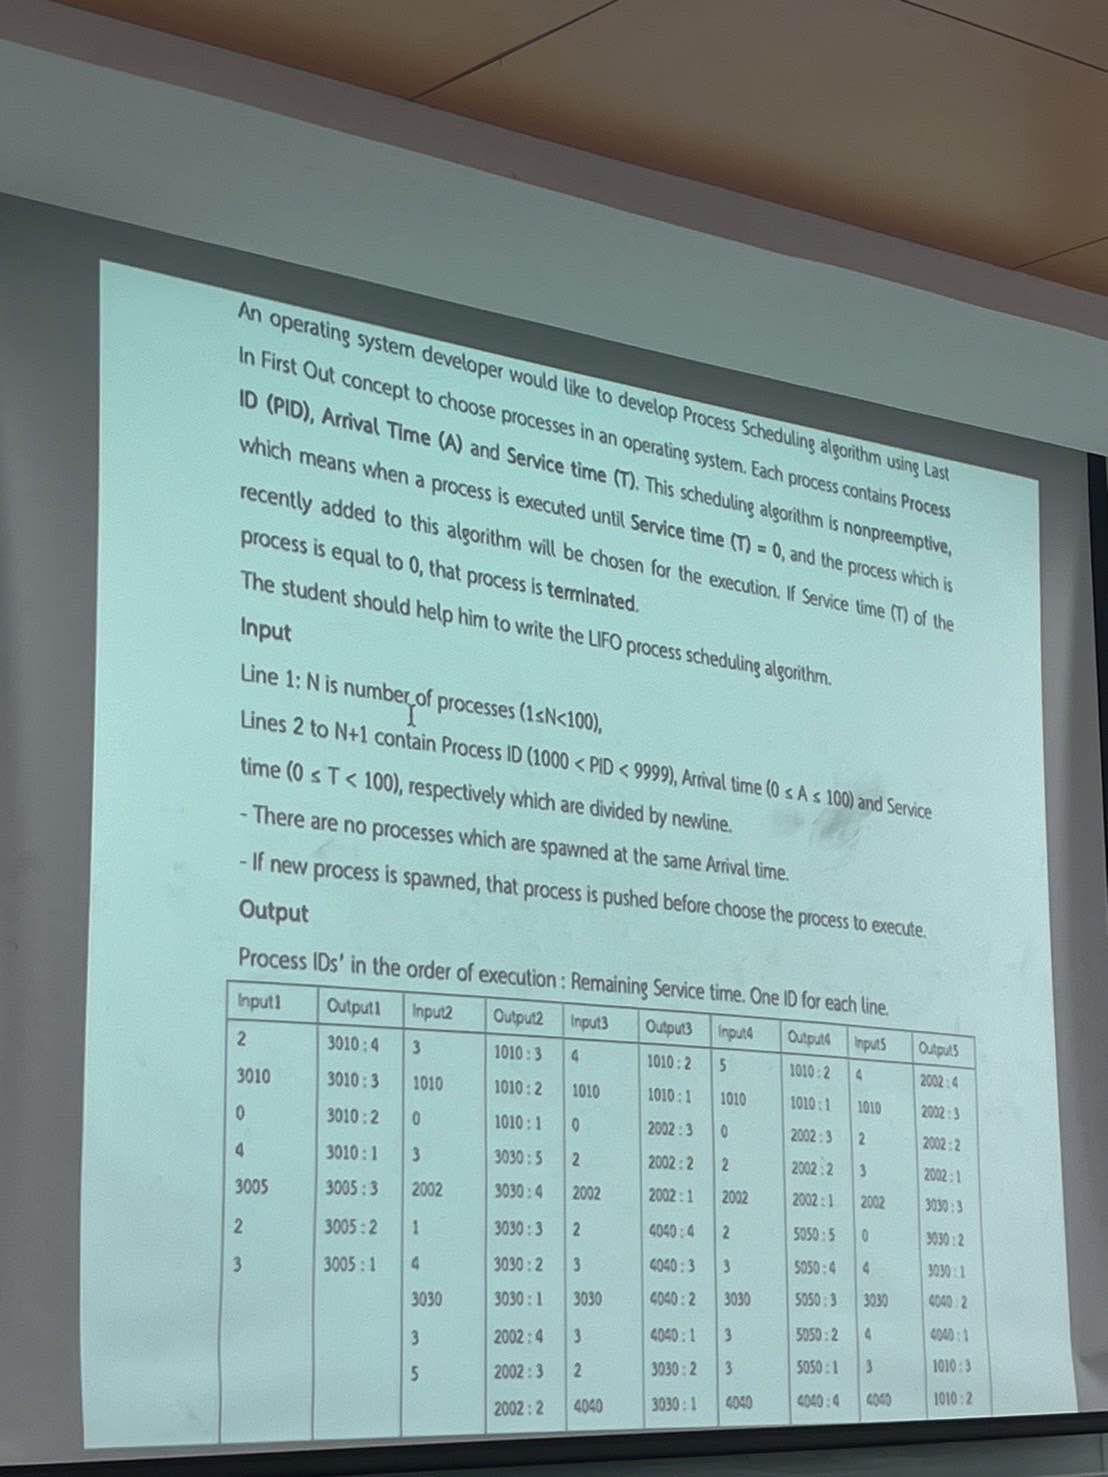 An operating system developer would like to develop Process Scheduling algorithm using Last
In First Out concept to choose processes in an operating system. Each process contains Process
ID (PID), Arrival Time (A) and Service time (T). This scheduling algorithm is nonpreemptive,
which means when a process is executed until Service time (T) = 0, and the process which is
recently added to this algorithm will be chosen for the execution. If Service time (T) of the
process is equal to 0, that process is terminated.
The student should help him to write the LIFO process scheduling algorithm.
Input
Line 1: N is number of processes (1≤N<100),
Lines 2 to N+1 contain Process ID (1000 < PID < 9999), Arrival time (0 ≤ A ≤ 100) and Service
time (0 ≤ T < 100), respectively which are divided by newline.
- There are no processes which are spawned at the same Arrival time.
- If new process is spawned, that process is pushed before choose the process to execute.
Output
Process IDs' in the order of execution : Remaining Service time. One ID for each line.
Input1 Output1 Input2 Output2 Input3 Output3 Input4 Output4 Input5 Output5
2 3010 : 4 3 1010 : 3 4 1010 : 2 5 1010 : 2 4 2002 : 4
3010 3010 : 3 1010 1010 : 2 1010 1010 : 1 1010 1010 : 1 1010 2002 : 3
0 3010 : 2 0 1010 : 1 0 2002 : 3 0 2002 : 3 2 2002 : 2
4 3010 : 1 3 3030 : 5 2 2002 : 2 2 2002 : 2 3 2002 : 1
3005 3005 : 3 2002 3030 : 4 2002 2002 : 1 2002 2002 : 1 2002 3030 : 3
2 3005 : 2 1 3030 : 3 2 4040 : 4 2 5050 : 5 0 3030 : 2
3 3005 : 1 4 3030 : 2 3 4040 : 3 3 5050 : 4 4 3030 : 1
3030 3030 : 1 3030 4040 : 2 3030 5050 : 3 3030 4040 : 2
3 2002 : 4 3 4040 : 1 3 5050 : 2 4 4040 : 1
5 2002 : 3 2 3030 : 2 3 5050 : 1 3 1010 : 3
2002 : 2 4040 3030 : 1 4040 4040 : 4 4040 1010 : 2